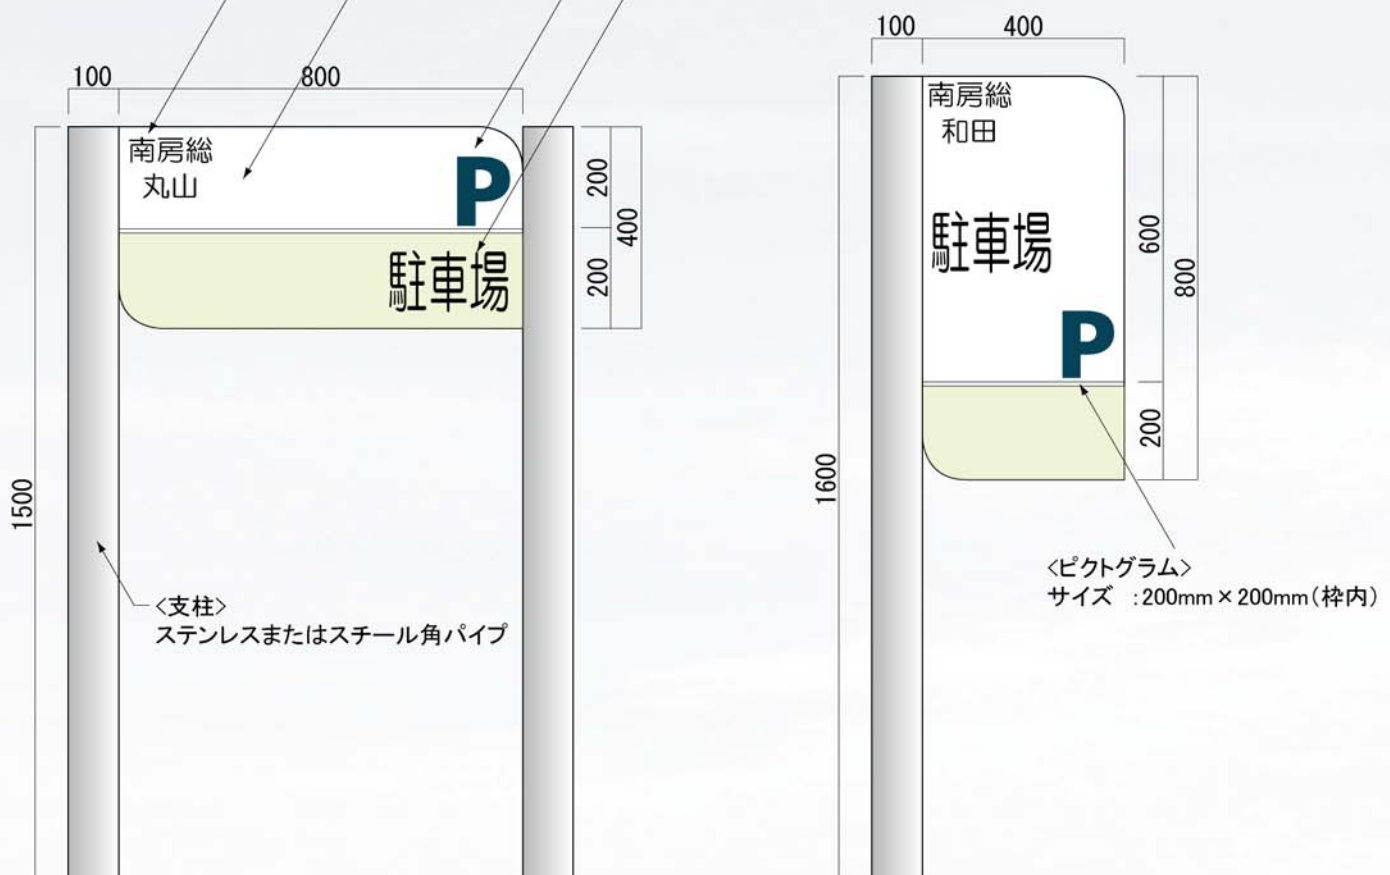 100
800
南房総
丸山
P
駐車場
200
200
400
1500
<支柱>
ステンレスまたはスチール角パイプ
100
400
南房総
和田
駐車場
P
600
200
800
1600
<ピクトグラム>
サイズ :200mm×200mm(枠内)